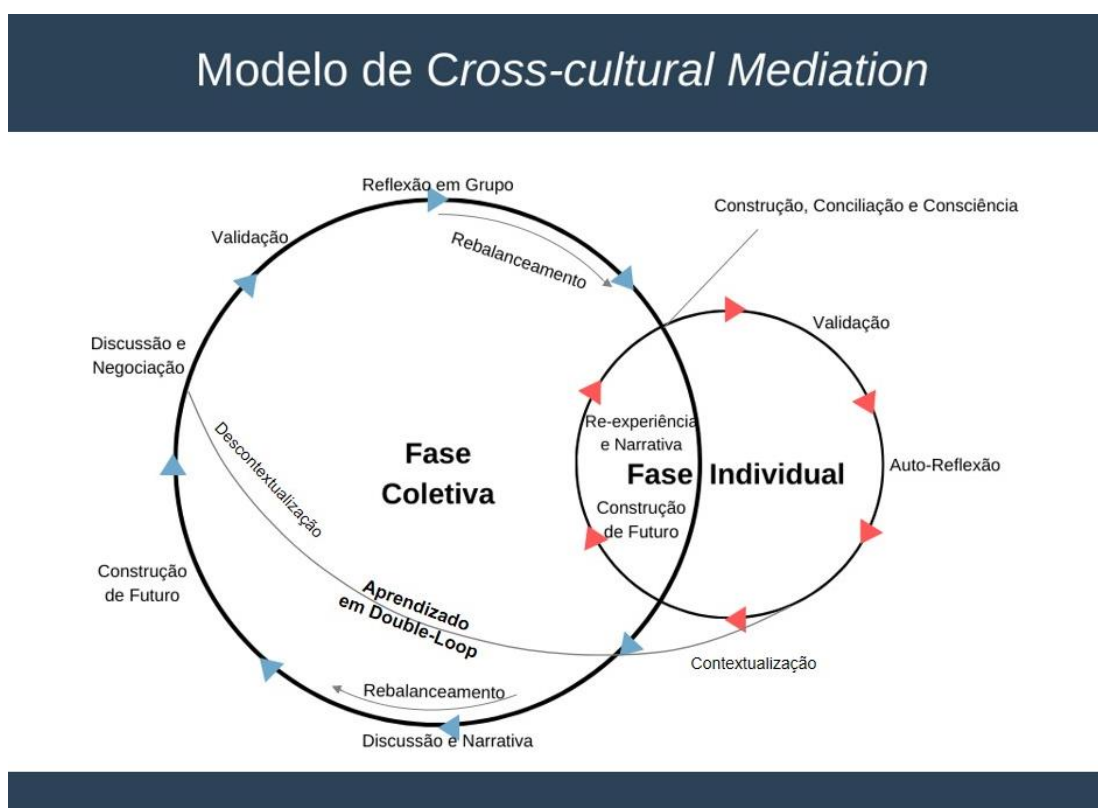 Modelo de Cross-cultural Mediation
Reflexão em Grupo
Construção, Conciliação e Consciência
Validação
Rebalanceamento
Validação
Discussão e
Negociação
Re-experiência
e Narrativa
Descontextualização
Fase
Coletiva
Fase Individual
Auto-Reflexão
Construção
de Futuro
Construção
de Futuro
Aprendizado
em Double-Loop
Contextualização
Rebalanceamento
Discussão e Narrativa